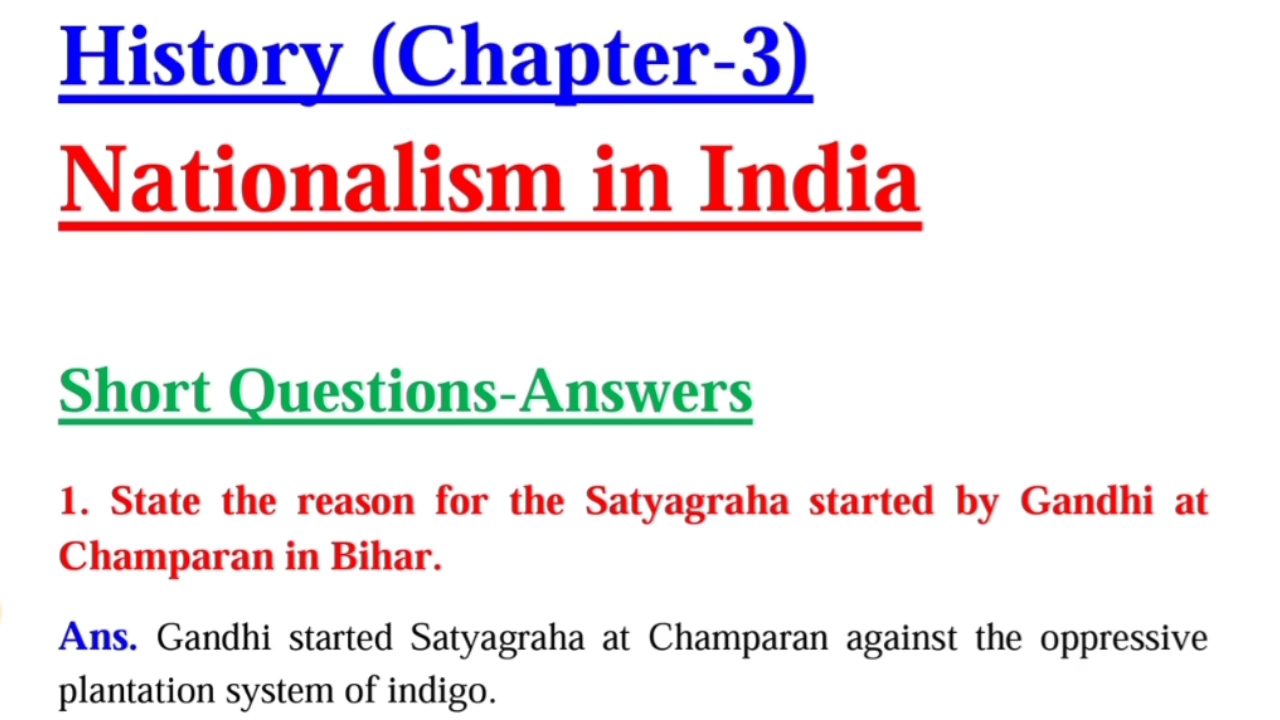 History (Chapter-3)
Nationalism in India
Short Questions-Answers
1. State the reason for the Satyagraha started by Gandhi at
Champaran in Bihar.
Ans. Gandhi started Satyagraha at Champaran against the oppressive
plantation system of indigo.